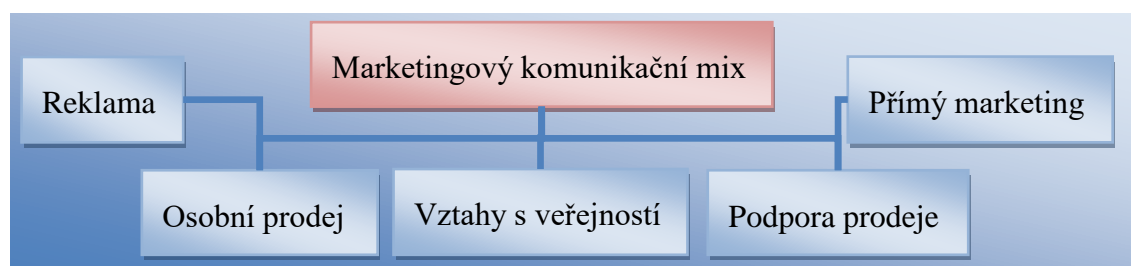 Marketingový komunikační mix
Reklama
Přímý marketing
Osobní prodej
Vztahy s veřejností
Podpora prodeje